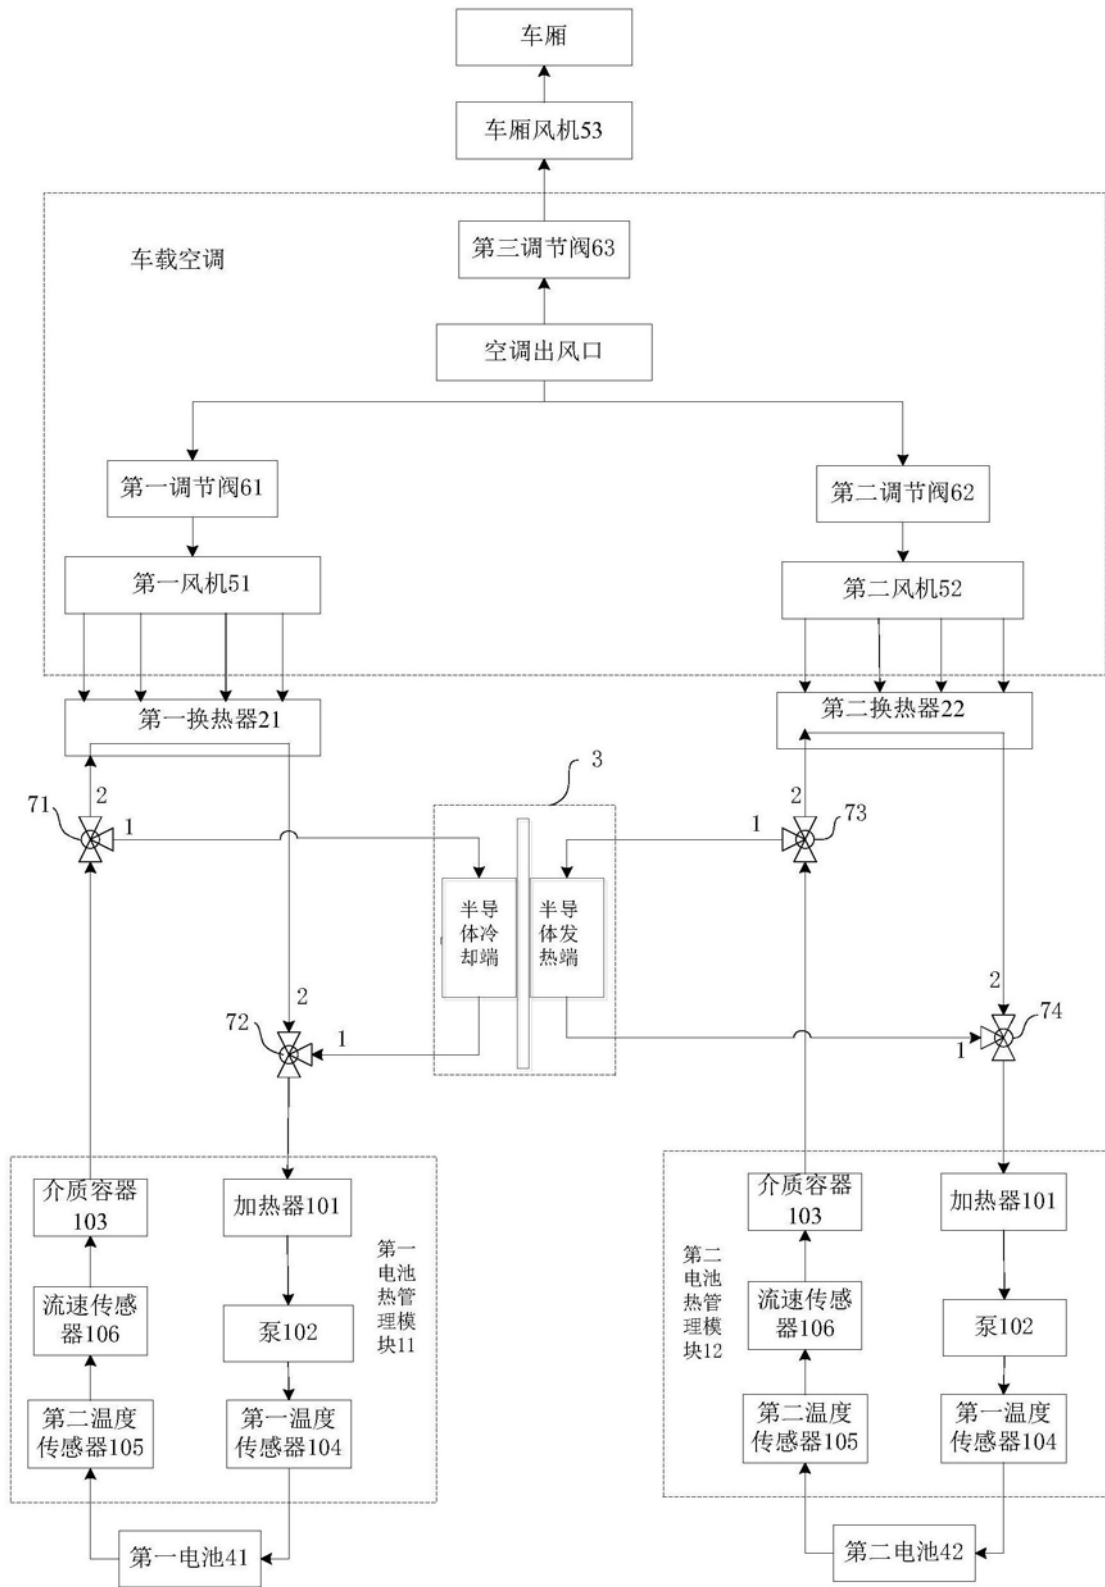 车厢
车厢风机53
第三调节阀63
车载空调
空调出风口
第一调节阀61
第二调节阀62
第一风机51
第二风机52
第一换热器21
第二换热器22
3
2
71
1
2
73
1
半导
体冷
却端
半导
体发
热端
2
72
1
2
74
1
介质容器
103
加热器101
第一
电池
热管
理模
块11
流速传感
器106
泵102
第二温度
传感器105
第一温度
传感器104
第一电池41
介质容器
103
加热器101
第二
电池
热管
理模
块12
流速传感
器106
泵102
第二温度
传感器105
第一温度
传感器104
第二电池42